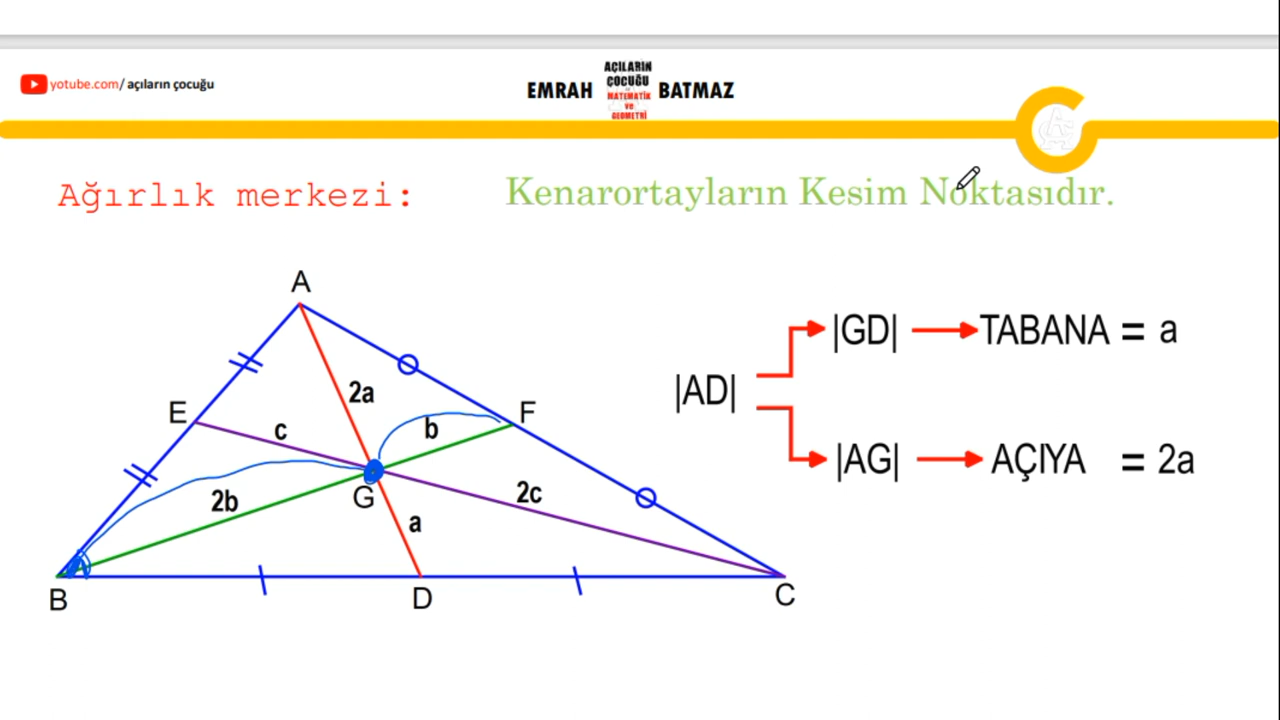 yotube.com/ açıların çocuğu
EMRAH
AÇILARIN
ÇOCUĞU
MATEMATİK
ve
GEOMETRİ
BATMAZ
Ağırlık merkezi:
Kenarortayların Kesim Noktasıdır.
A
E
F
2a
c
b
2b
G
2c
a
B
D
C
|AD|
|GD| TABANA = a
|AG| AÇIYA = 2a